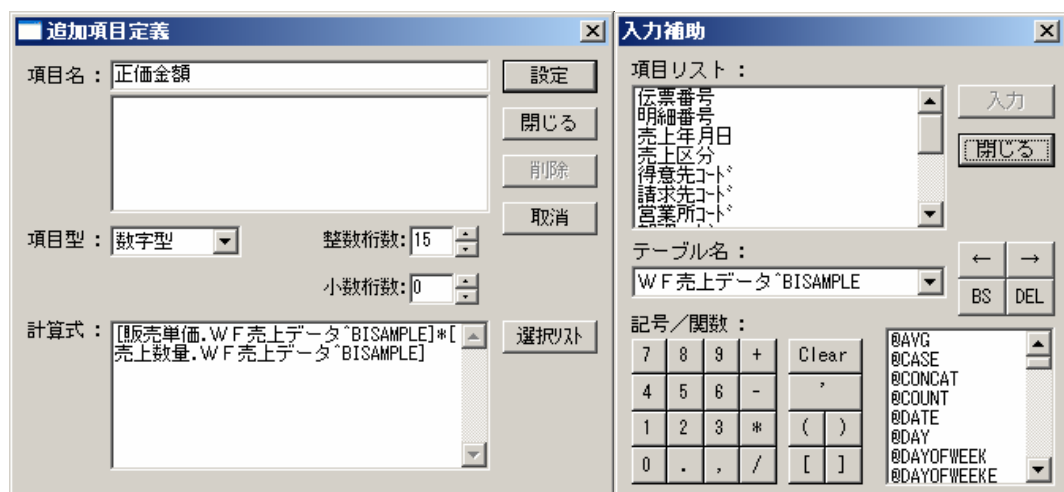 追加項目定義
項目名： 正価金額
設定
閉じる
削除
取消
項目型： 数字型
整数桁数: 15
小数桁数: 0
計算式： [販売単価.ＷＦ売上データ^BISAMPLE]*[
売上数量.ＷＦ売上データ^BISAMPLE]
選択リスト
入力補助
項目リスト：
伝票番号
明細番号
売上年月日
売上区分
得意先ｺｰﾄﾞ
請求先ｺｰﾄﾞ
営業所ｺｰﾄﾞ
入力
閉じる
テーブル名：
ＷＦ売上データ^BISAMPLE
← →
BS DEL
記号／関数：
7 8 9 + Clear
4 5 6 - ’
1 2 3 * ( )
0 . , / [ ]
@AVG
@CASE
@CONCAT
@COUNT
@DATE
@DAY
@DAYOFWEEK
@DAYOFWEEKE